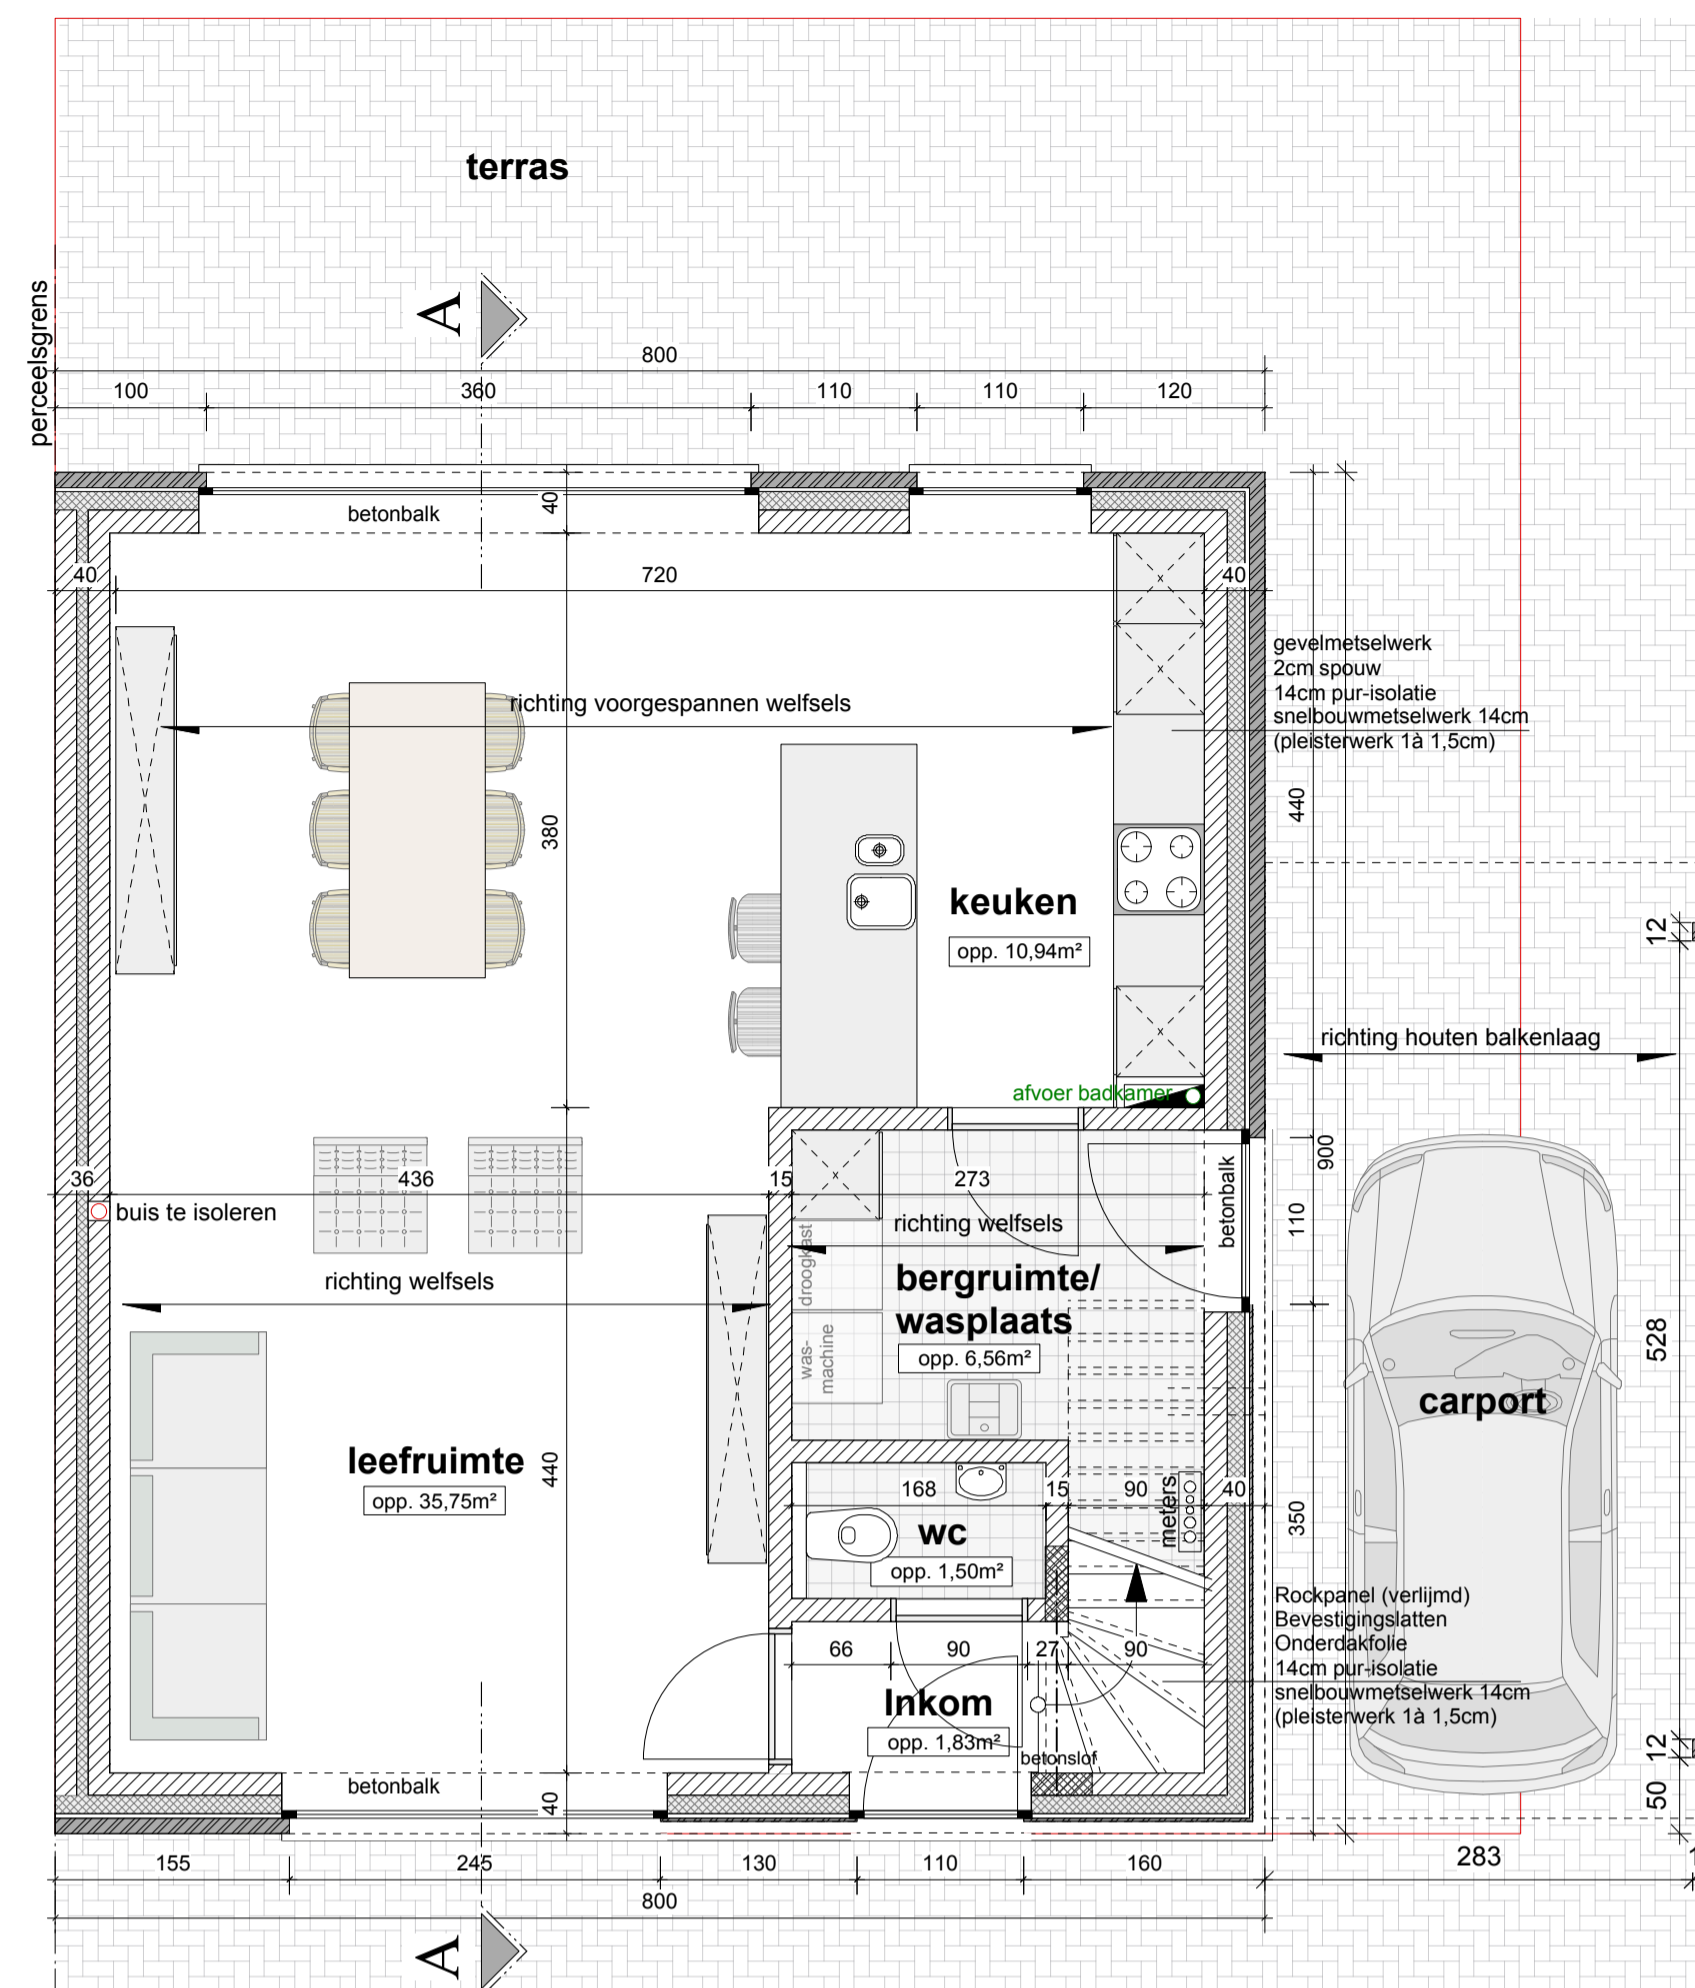 terras
perceelsgrens
A
800
100
360
110
110
120
40
betonbalk
40
720
40
gevelmetselwerk
2cm spouw
14cm pur-isolatie
snelbouwmetselwerk 14cm
(pleisterwerk 1à 1,5cm)
richting voorgespannen welfsels
440
380
keuken
opp. 10,94m²
12
richting houten balkenlaag
afvoer badkamer
900
36
436
15
273
betonbalk
110
buis te isoleren
richting welfsels
droogkast
richting welfsels
bergruimte/
wasplaats
opp. 6,56m²
was-
machine
528
carport
leefruimte
opp. 35,75m²
440
168
15
90
40
meters
350
wc
opp. 1,50m²
Rockpanel (verlijmd)
Bevestigingslatten
Onderdakfolie
14cm pur-isolatie
snelbouwmetselwerk 14cm
(pleisterwerk 1à 1,5cm)
66
90
27
90
Inkom
opp. 1,83m²
betonslof
12
50
betonbalk
40
155
245
130
110
160
283
1
800
A